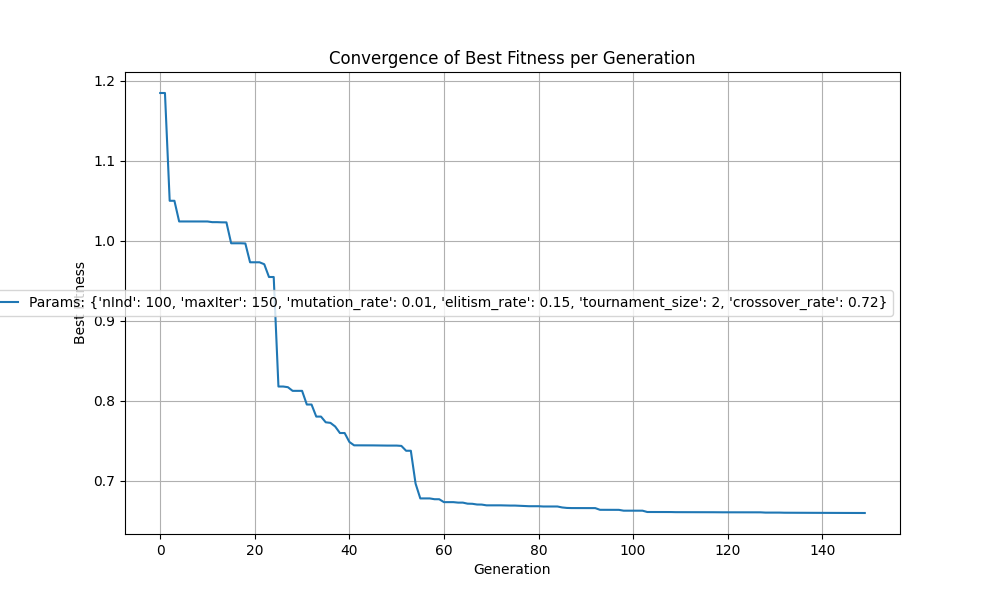 Convergence of Best Fitness per Generation
1.2
1.1
1.0
0.9
0.8
0.7
Best
ness
Params: {'nInd': 100, 'maxIter': 150, 'mutation_rate': 0.01, 'elitism_rate': 0.15, 'tournament_size': 2, 'crossover_rate': 0.72}
0 20 40 60 80 100 120 140
Generation